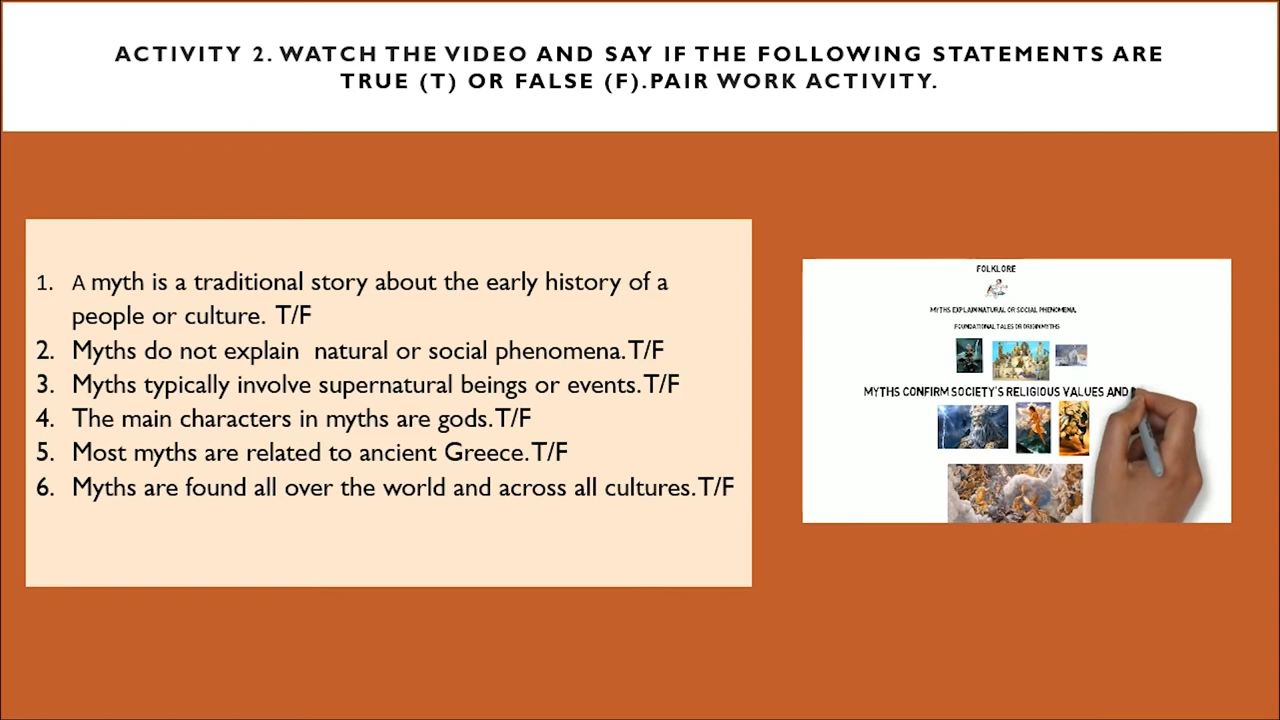 ACTIVITY 2. WATCH THE VIDEO AND SAY IF THE FOLLOWING STATEMENTS ARE
TRUE (T) OR FALSE (F).PAIR WORK ACTIVITY.
1. A myth is a traditional story about the early history of a
people or culture. T/F
2. Myths do not explain natural or social phenomena.T/F
3. Myths typically involve supernatural beings or events.T/F
4. The main characters in myths are gods.T/F
5. Most myths are related to ancient Greece.T/F
6. Myths are found all over the world and across all cultures.T/F
FOLKLORE
MYTHS EXPLAIN NATURAL OR SOCIAL PHENOMENA.
FOUNDATIONAL TALES OR ORIGIN MYTHS
MYTHS CONFIRM SOCIETY'S RELIGIOUS VALUES AND